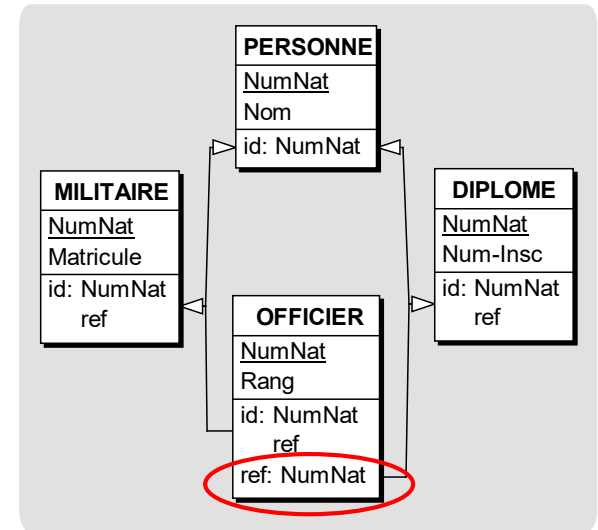 PERSONNE
NumNat
Nom
id: NumNat
MILITAIRE
NumNat
Matricule
id: NumNat
ref
DIPLOME
NumNat
Num-Insc
id: NumNat
ref
OFFICIER
NumNat
Rang
id: NumNat
ref
ref: NumNat